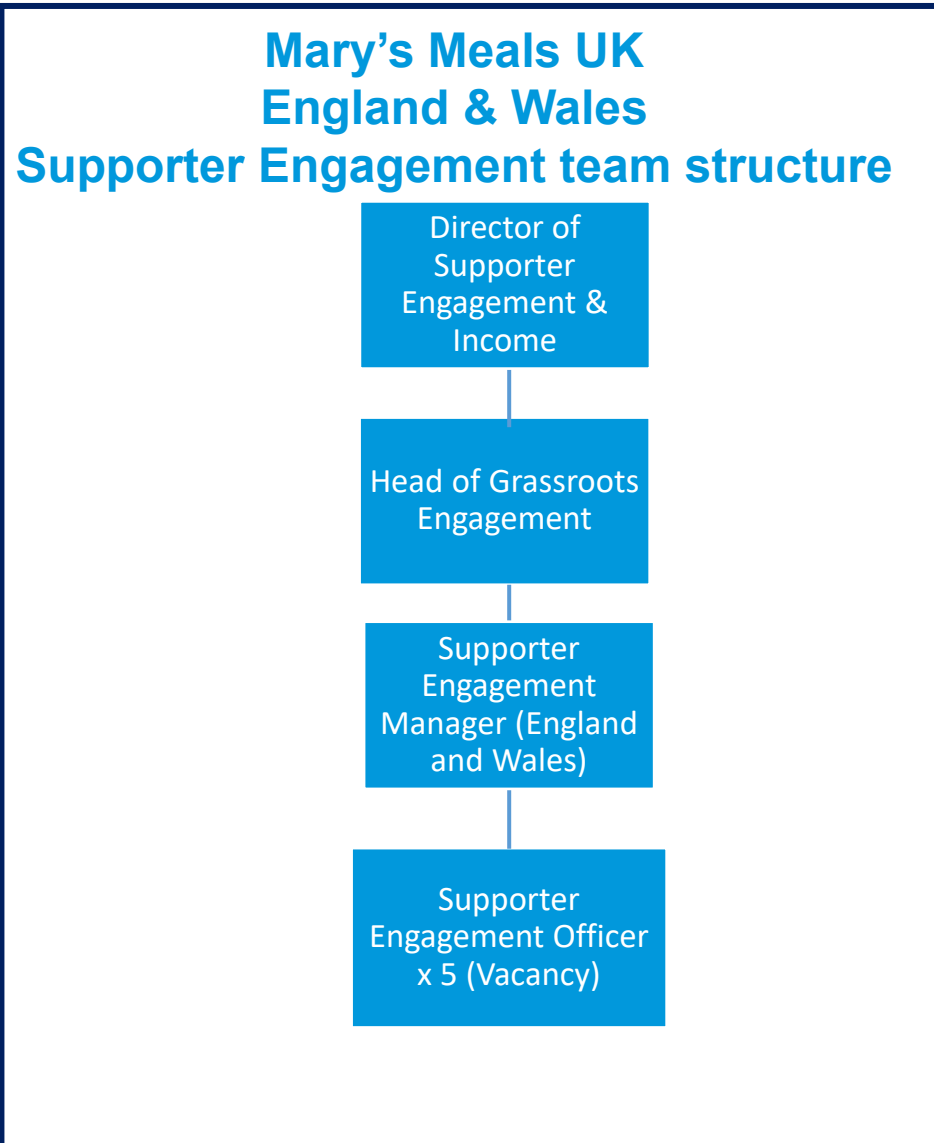 Mary’s Meals UK
England & Wales
Supporter Engagement team structure
Director of
Supporter
Engagement &
Income
Head of Grassroots
Engagement
Supporter
Engagement
Manager (England
and Wales)
Supporter
Engagement Officer
x 5 (Vacancy)